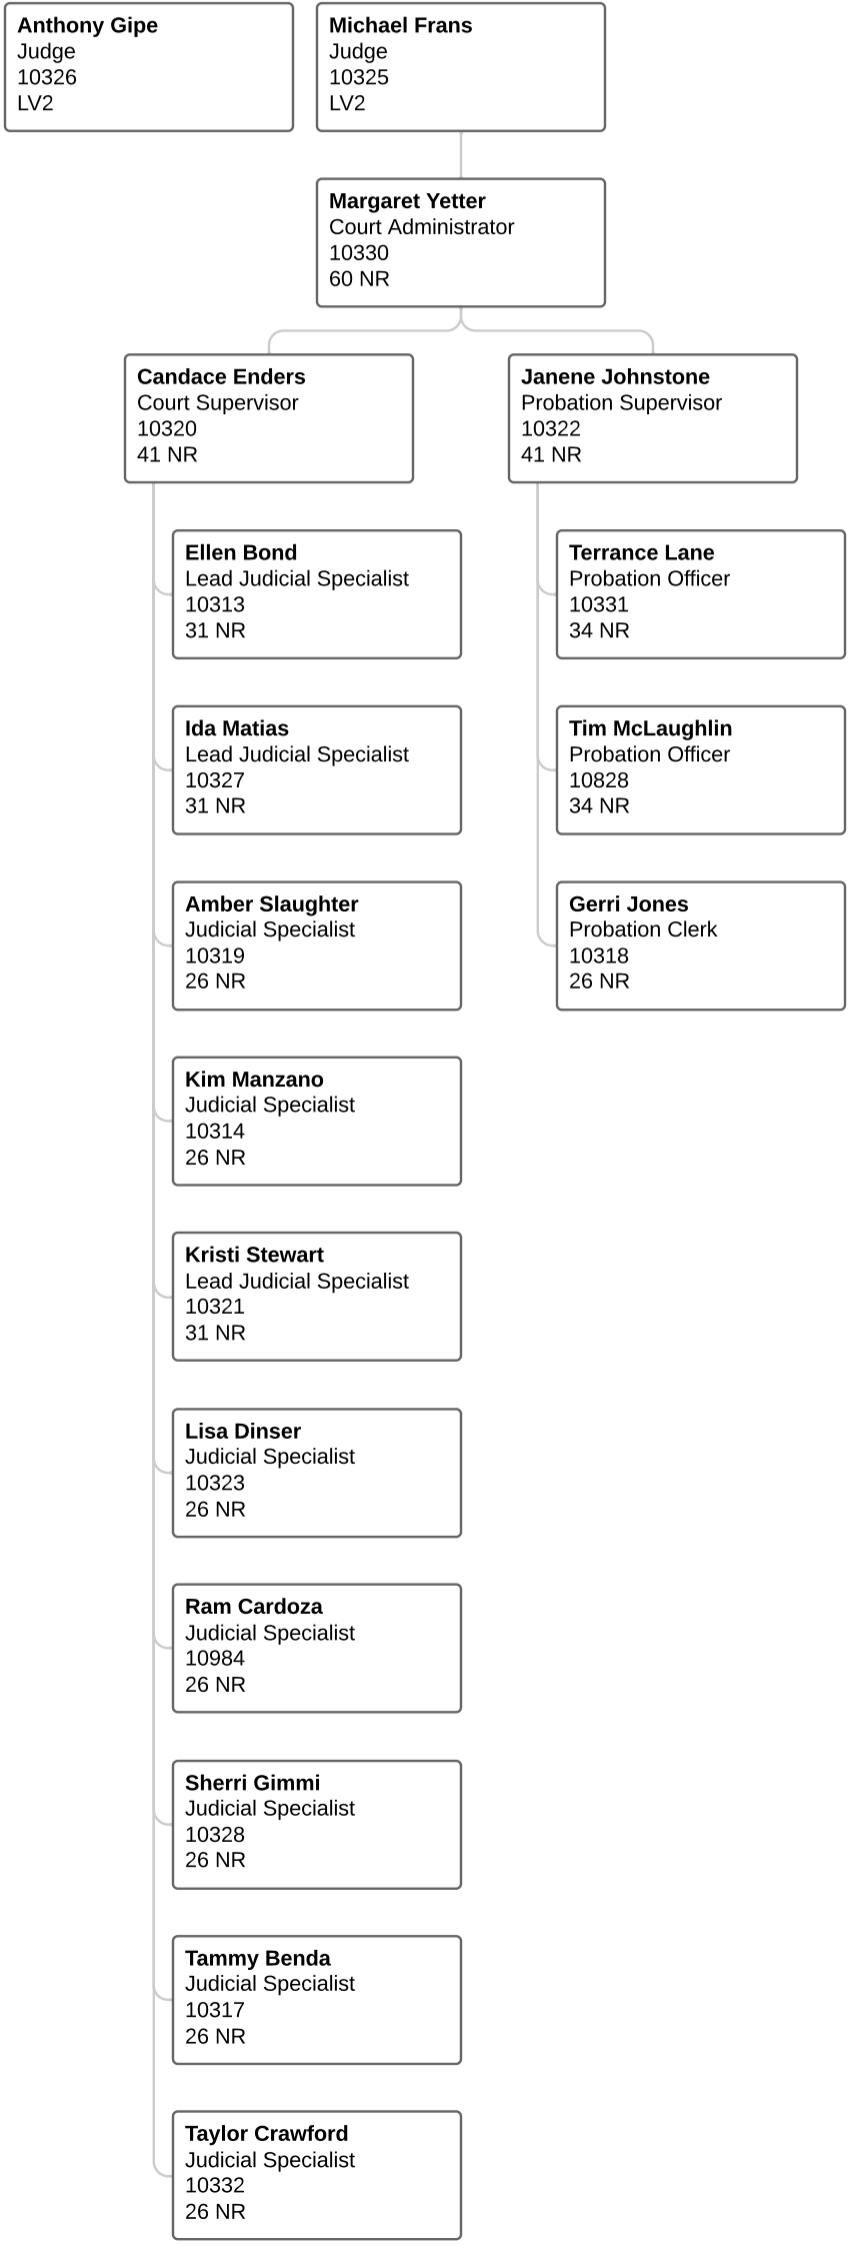 Anthony Gipe
Judge
10326
LV2
Michael Frans
Judge
10325
LV2
Margaret Yetter
Court Administrator
10330
60 NR
Candace Enders
Court Supervisor
10320
41 NR
Janene Johnstone
Probation Supervisor
10322
41 NR
Ellen Bond
Lead Judicial Specialist
10313
31 NR
Ida Matias
Lead Judicial Specialist
10327
31 NR
Amber Slaughter
Judicial Specialist
10319
26 NR
Kim Manzano
Judicial Specialist
10314
26 NR
Kristi Stewart
Lead Judicial Specialist
10321
31 NR
Lisa Dinser
Judicial Specialist
10323
26 NR
Ram Cardoza
Judicial Specialist
10984
26 NR
Sherri Gimmi
Judicial Specialist
10328
26 NR
Tammy Benda
Judicial Specialist
10317
26 NR
Taylor Crawford
Judicial Specialist
10332
26 NR
Terrance Lane
Probation Officer
10331
34 NR
Tim McLaughlin
Probation Officer
10828
34 NR
Gerri Jones
Probation Clerk
10318
26 NR